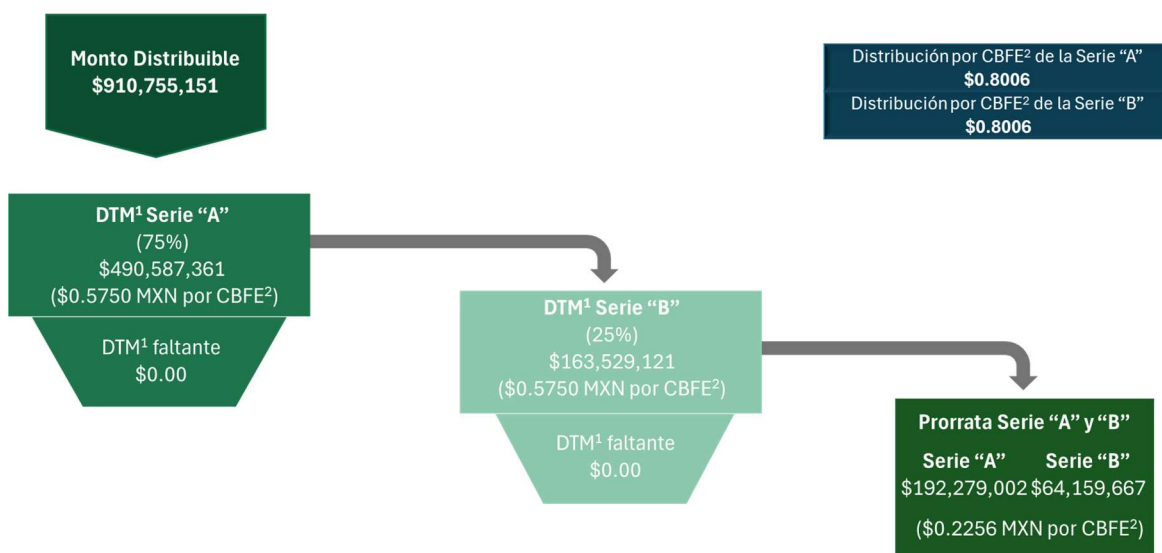 Monto Distribuible
$910,755,151
Distribución por CBFE² de la Serie “A”
$0.8006
Distribución por CBFE² de la Serie “B”
$0.8006
DTM¹ Serie “A”
(75%)
$490,587,361
($0.5750 MXN por CBFE²)
DTM¹ faltante
$0.00
DTM¹ Serie “B”
(25%)
$163,529,121
($0.5750 MXN por CBFE²)
DTM¹ faltante
$0.00
Prorrata Serie “A” y “B”
Serie “A” Serie “B”
$192,279,002 $64,159,667
($0.2256 MXN por CBFE²)